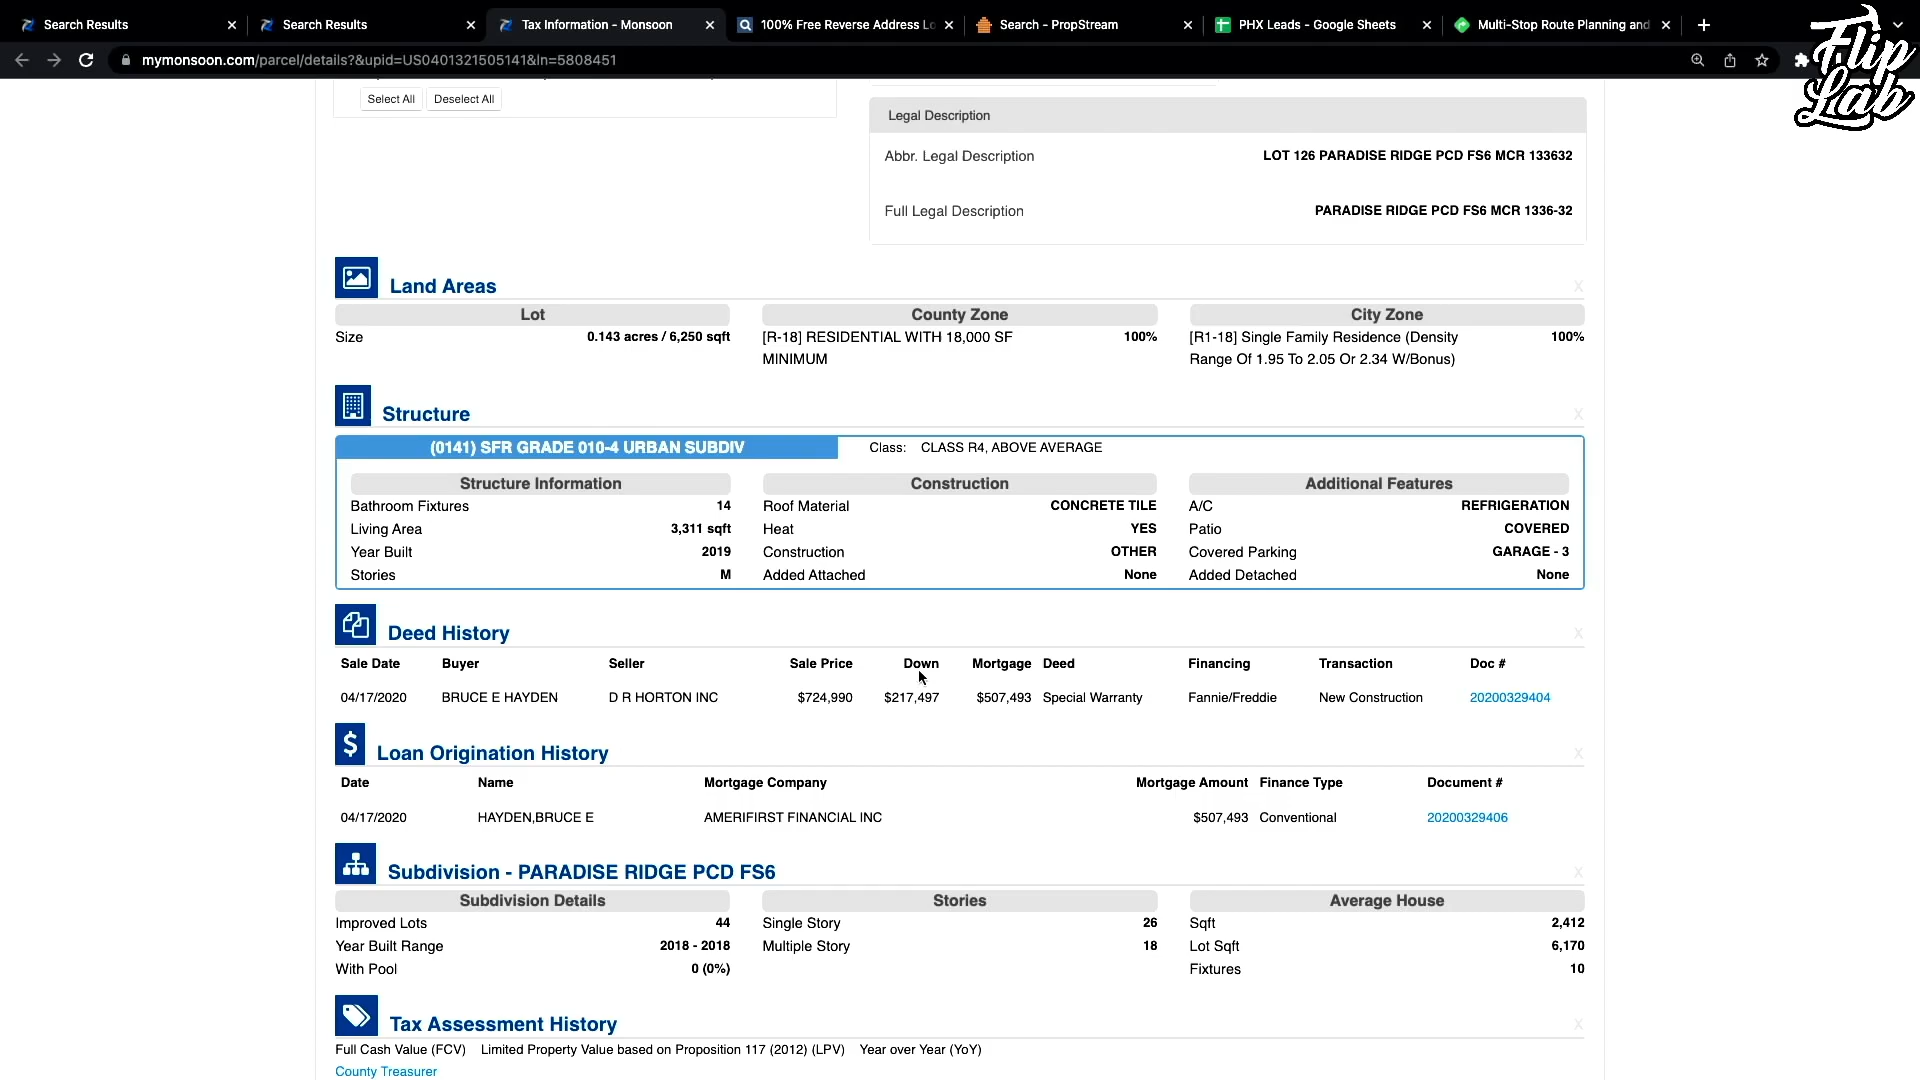 Search Results
Search Results
Tax Information - Monsoon
100% Free Reverse Address Lo
Search - PropStream
PHX Leads - Google Sheets
Multi-Stop Route Planning and
mymonsoon.com/parcel/details?&upid=US0401321505141&ln=5808451
Flip
Lab
Select All Deselect All
Legal Description
Abbr. Legal Description LOT 126 PARADISE RIDGE PCD FS6 MCR 133632
Full Legal Description PARADISE RIDGE PCD FS6 MCR 1336-32
Land Areas X
Lot County Zone City Zone
Size 0.143 acres / 6,250 sqft [R-18] RESIDENTIAL WITH 18,000 SF 100% [R1-18] Single Family Residence (Density 100%
MINIMUM Range Of 1.95 To 2.05 Or 2.34 W/Bonus)
Structure X
(0141) SFR GRADE 010-4 URBAN SUBDIV Class: CLASS R4, ABOVE AVERAGE
Structure Information Construction Additional Features
Bathroom Fixtures 14 Roof Material CONCRETE TILE A/C REFRIGERATION
Living Area 3,311 sqft Heat YES Patio COVERED
Year Built 2019 Construction OTHER Covered Parking GARAGE - 3
Stories M Added Attached None Added Detached None
Deed History X
Sale Date Buyer Seller Sale Price Down Mortgage Deed Financing Transaction Doc #
04/17/2020 BRUCE E HAYDEN D R HORTON INC $724,990 $217,497 $507,493 Special Warranty Fannie/Freddie New Construction 20200329404
Loan Origination History X
Date Name Mortgage Company Mortgage Amount Finance Type Document #
04/17/2020 HAYDEN,BRUCE E AMERIFIRST FINANCIAL INC $507,493 Conventional 20200329406
Subdivision - PARADISE RIDGE PCD FS6 X
Subdivision Details Stories Average House
Improved Lots 44 Single Story 26 Sqft 2,412
Year Built Range 2018 - 2018 Multiple Story 18 Lot Sqft 6,170
With Pool 0 (0%) Fixtures 10
Tax Assessment History X
Full Cash Value (FCV) Limited Property Value based on Proposition 117 (2012) (LPV) Year over Year (YoY)
County Treasurer